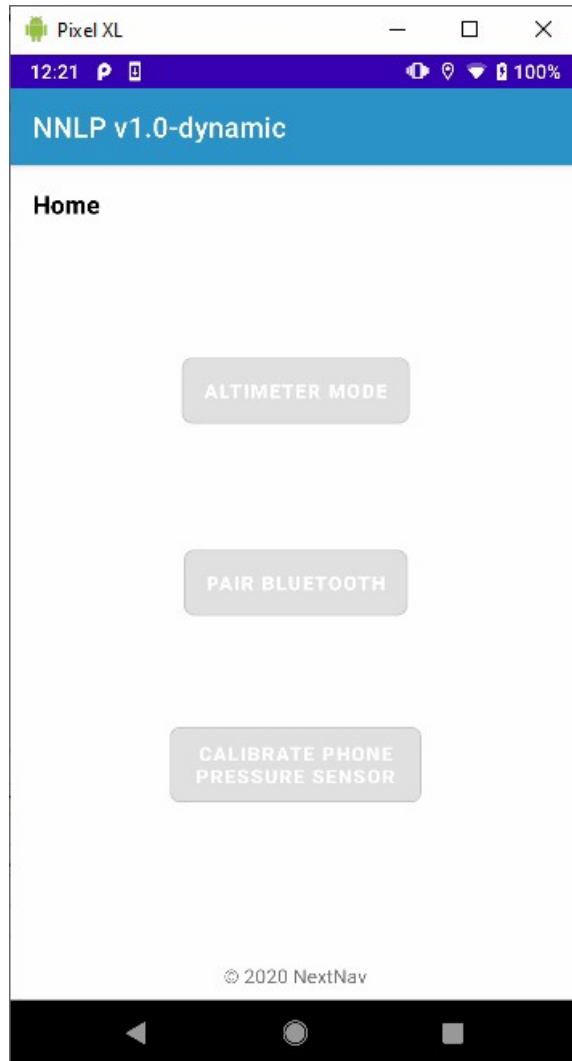 Pixel XL
12:21 100%
NNLP v1.0-dynamic
Home
ALTIMETER MODE
PAIR BLUETOOTH
CALIBRATE PHONE
PRESSURE SENSOR
© 2020 NextNav